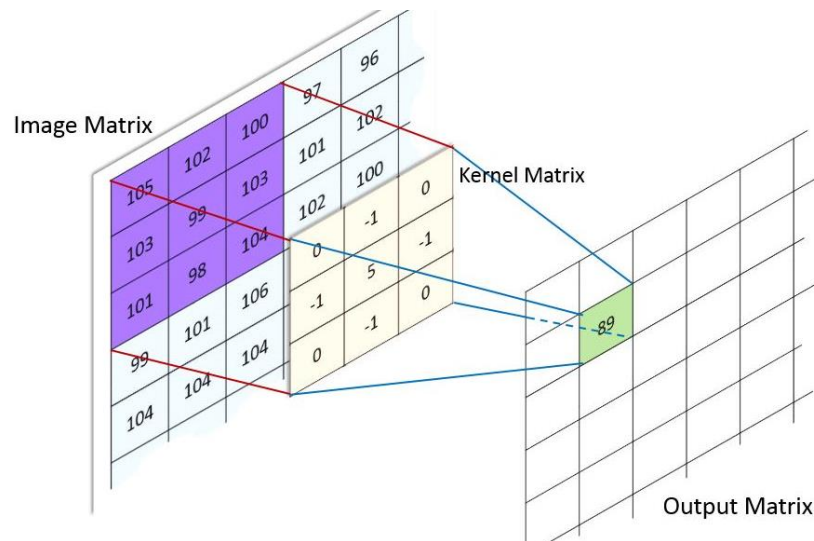 Image Matrix
105 102 100 97 96
103 99 103 101 102
101 98 104 102 100
99 101 106
104 104 104
Kernel Matrix
0 -1 0
-1 5 -1
0 -1 0
89
Output Matrix